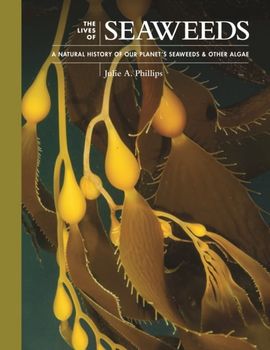 THE LIVES OF SEAWEEDS
A NATURAL HISTORY OF OUR PLANET'S SEAWEEDS & OTHER ALGAE
Julie A. Phillips